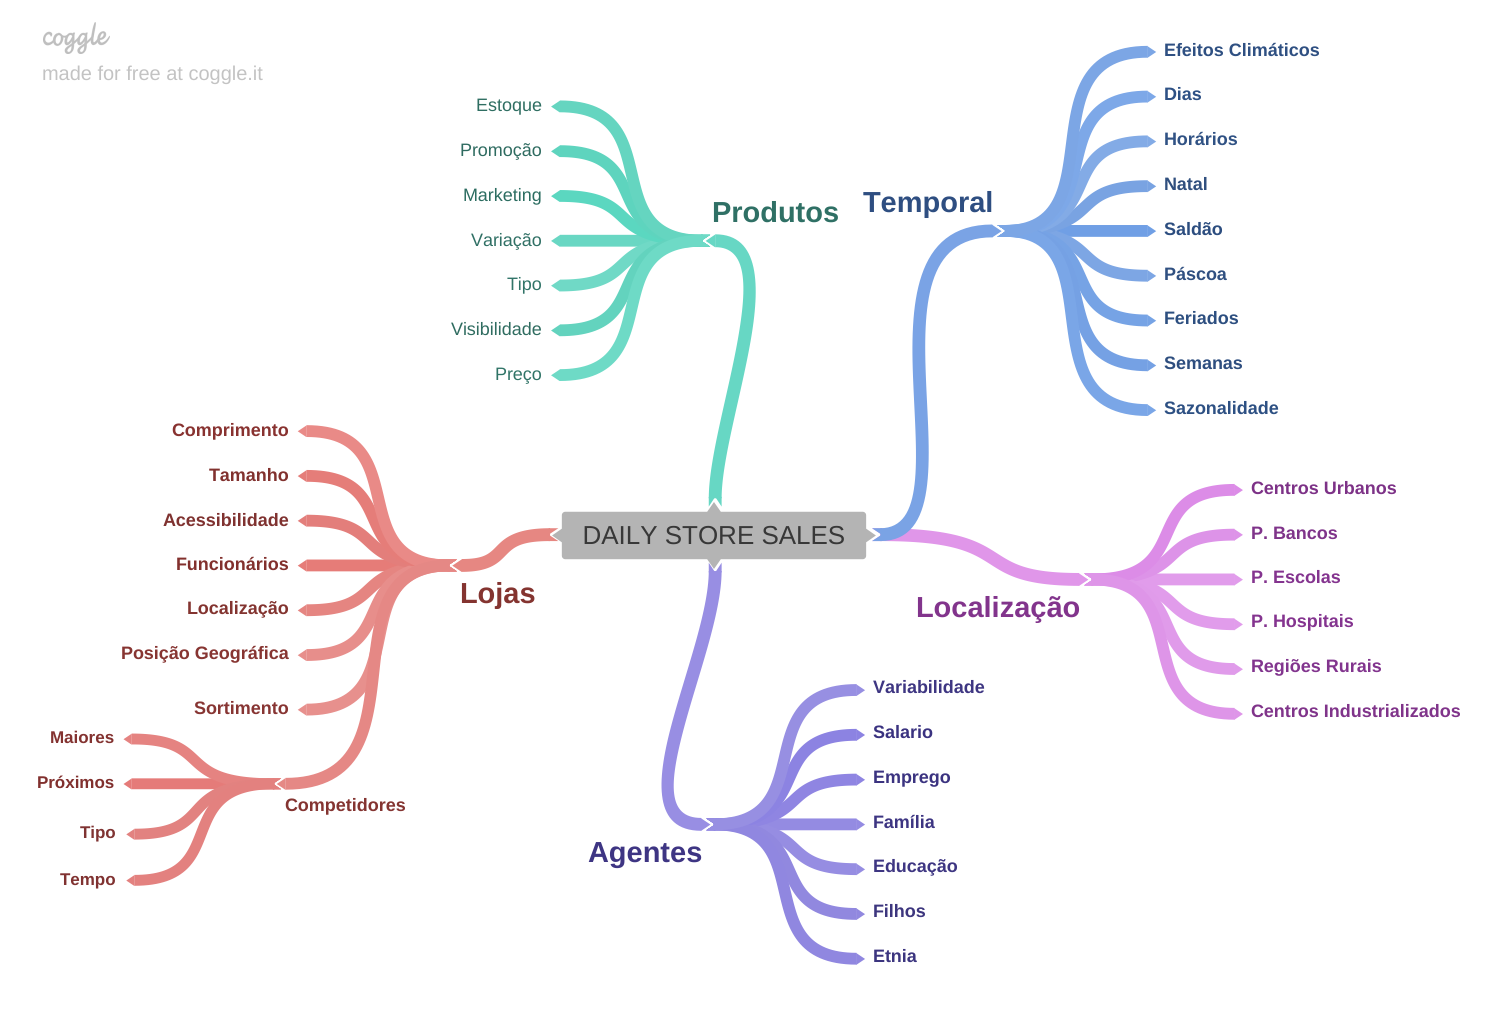 coggle
made for free at coggle.it
Produtos
Estoque
Promoção
Marketing
Variação
Tipo
Visibilidade
Preço
Temporal
Efeitos Climáticos
Dias
Horários
Natal
Saldão
Páscoa
Feriados
Semanas
Sazonalidade
DAILY STORE SALES
Lojas
Comprimento
Tamanho
Acessibilidade
Funcionários
Localização
Posição Geográfica
Sortimento
Competidores
Maiores
Próximos
Tipo
Tempo
Localização
Centros Urbanos
P. Bancos
P. Escolas
P. Hospitais
Regiões Rurais
Centros Industrializados
Agentes
Variabilidade
Salario
Emprego
Família
Educação
Filhos
Etnia